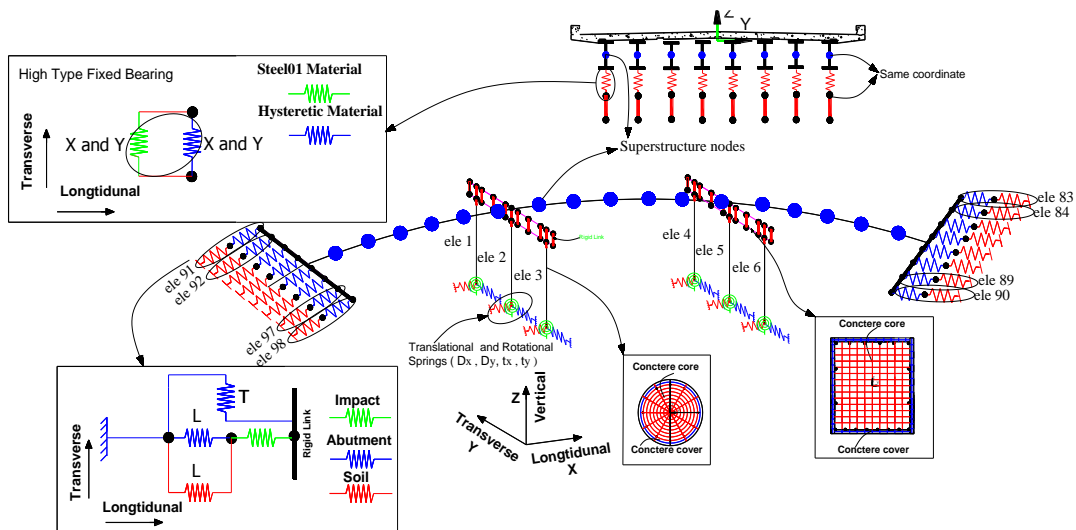 High Type Fixed Bearing
Steel01 Material
Hysteretic Material
X and Y
X and Y
Transverse
Longtidunal
Z
Y
Same coordinate
Superstructure nodes
ele 1
ele 2
ele 3
Rigid Link
ele 4
ele 5
ele 6
ele 83
ele 84
ele 89
ele 90
ele 91
ele 92
ele 97
ele 98
Translational and Rotational
Springs ( Dx , Dy, tx , ty )
Z
Vertical
Transverse
Y
Longtidunal
X
Conctere core
Conctere cover
Conctere core
L
Conctere cover
T
L
L
Rigid Link
Impact
Abutment
Soil
Transverse
Longtidunal